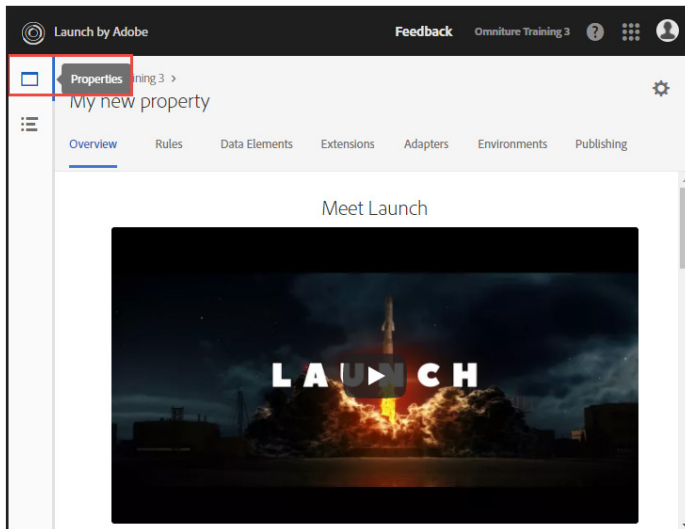 Launch by Adobe Feedback Omniture Training 3
Properties ning 3 >
My new property
Overview Rules Data Elements Extensions Adapters Environments Publishing
Meet Launch
LAUNCH